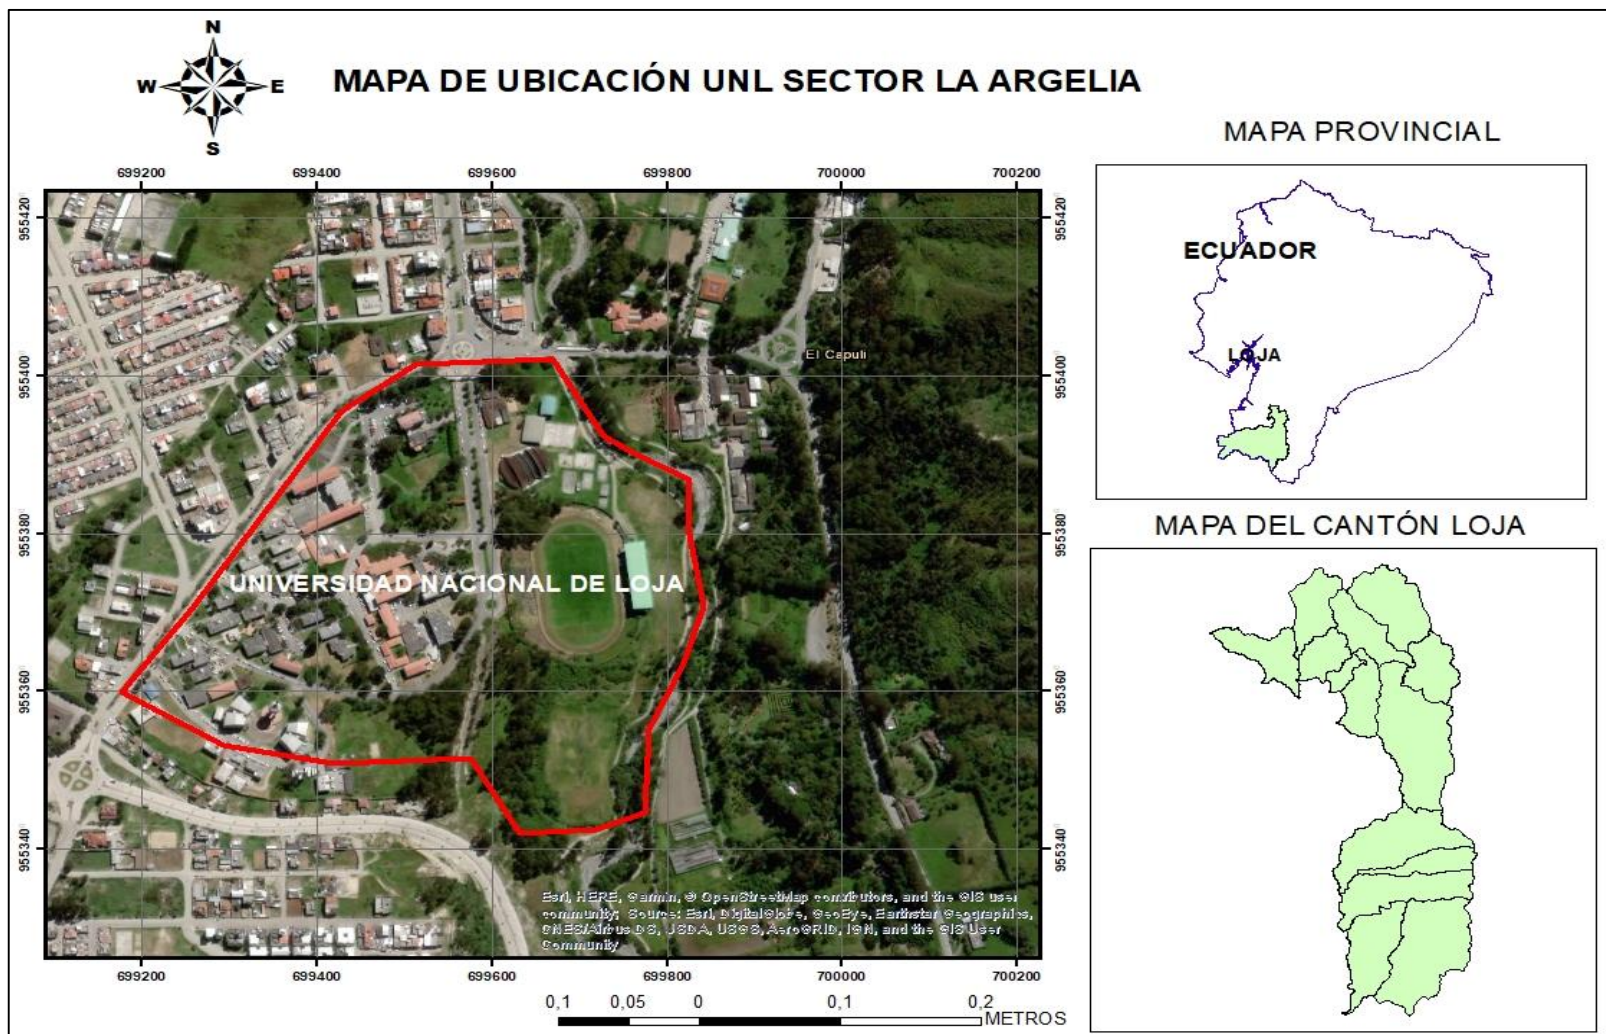 N
W E
S
MAPA DE UBICACIÓN UNL SECTOR LA ARGELIA
699200 699400 699600 699800 700000 700200
955420
955400
955380
955360
955340
955420
955400
955380
955360
955340
El Capulí
UNIVERSIDAD NACIONAL DE LOJA
Esri, HERE, Garmin, © OpenStreetMap contributors, and the GIS user
community; Source: Esri, DigitalGlobe, GeoEye, Earthstar Geographics,
CNES/Airbus DS, USDA, USGS, AeroGRID, IGN, and the GIS User
Community
699200 699400 699600 699800 700000 700200
0,1 0,05 0 0,1 0,2
METROS
MAPA PROVINCIAL
ECUADOR
LOJA
MAPA DEL CANTÓN LOJA